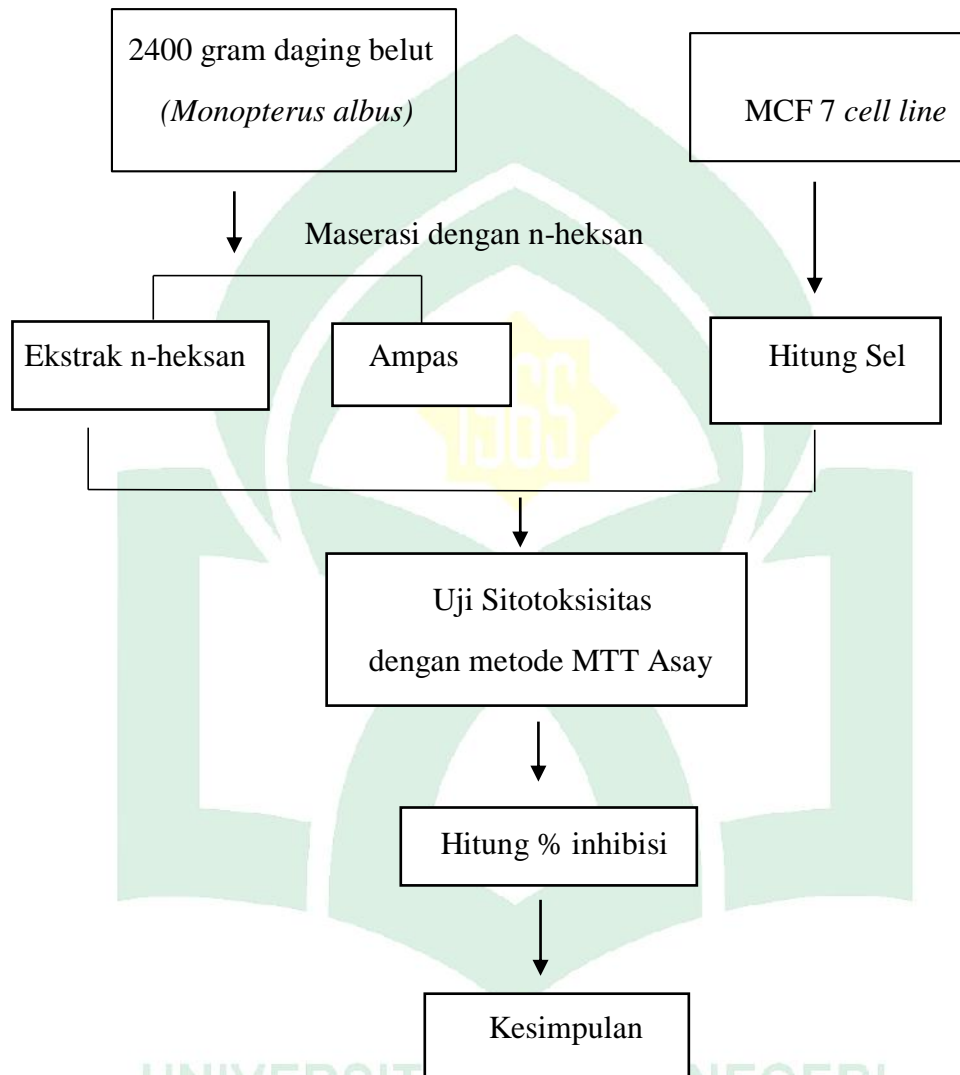 2400 gram daging belut
(Monopterus albus)
MCF 7 cell line
Maserasi dengan n-heksan
Ekstrak n-heksan
Ampas
Hitung Sel
1965
Uji Sitotoksisitas
dengan metode MTT Asay
Hitung % inhibisi
Kesimpulan